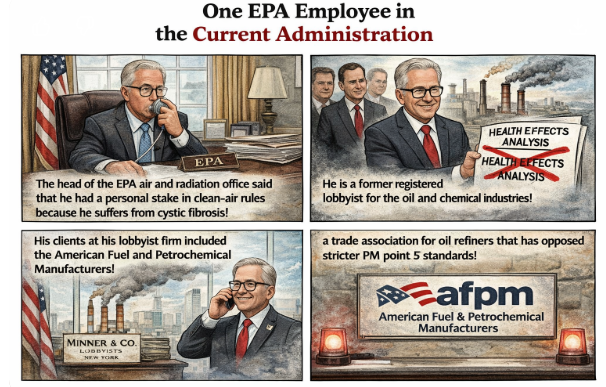 One EPA Employee in
the Current Administration
EPA
The head of the EPA air and radiation office said
that he had a personal stake in clean-air rules
because he suffers from cystic fibrosis!
HEALTH EFFECTS
ANALYSIS
HEALTH EFFECTS
ANALYSIS
He is a former registered
lobbyist for the oil and chemical industries!
His clients at his lobbyist firm included
the American Fuel and Petrochemical
Manufacturers!
MINNER & CO.
LOBBYISTS
NEW YORK
a trade association for oil refiners that has opposed
stricter PM point 5 standards!
afpm
American Fuel & Petrochemical
Manufacturers